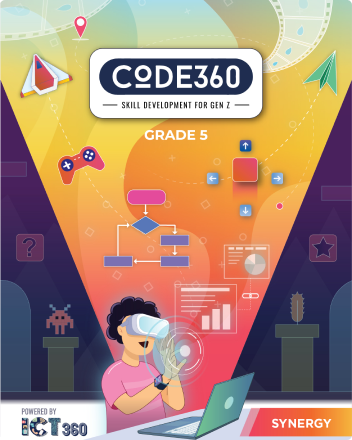 CODE360
SKILL DEVELOPMENT FOR GEN Z
GRADE 5
?
POWERED BY
ICT360
SYNERGY